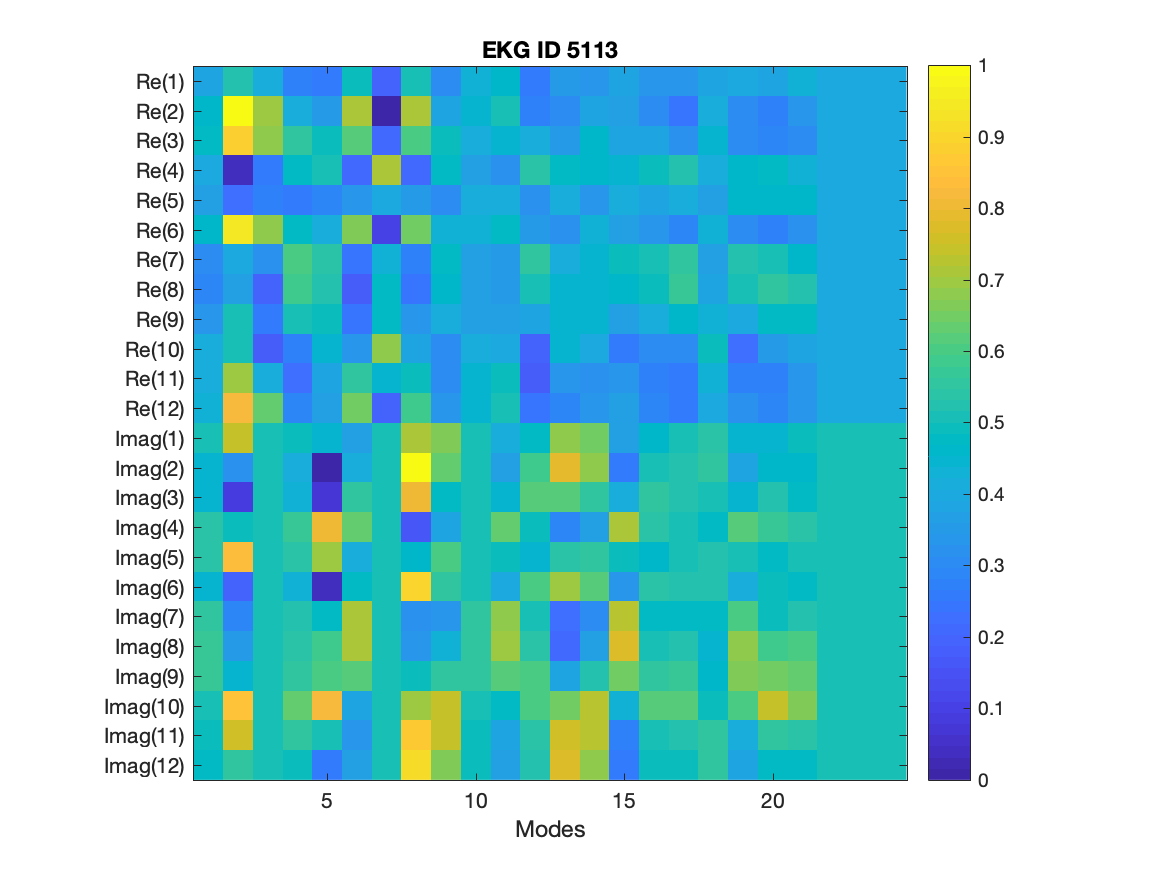 EKG ID 5113
Re(1)
Re(2)
Re(3)
Re(4)
Re(5)
Re(6)
Re(7)
Re(8)
Re(9)
Re(10)
Re(11)
Re(12)
Imag(1)
Imag(2)
Imag(3)
Imag(4)
Imag(5)
Imag(6)
Imag(7)
Imag(8)
Imag(9)
Imag(10)
Imag(11)
Imag(12)
5 10 15 20
Modes
1
0.9
0.8
0.7
0.6
0.5
0.4
0.3
0.2
0.1
0